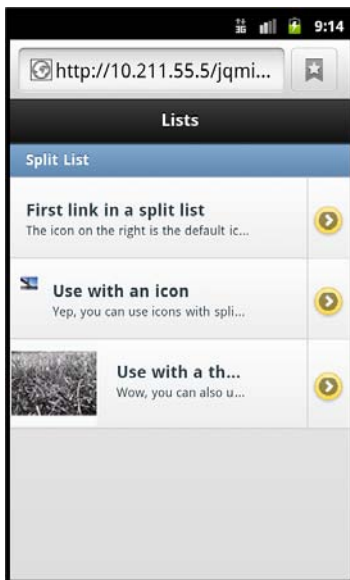 3G 9:14
http://10.211.55.5/jqmi...
Lists
Split List
First link in a split list
The icon on the right is the default ic...
Use with an icon
Yep, you can use icons with spli...
Use with a th...
Wow, you can also u...